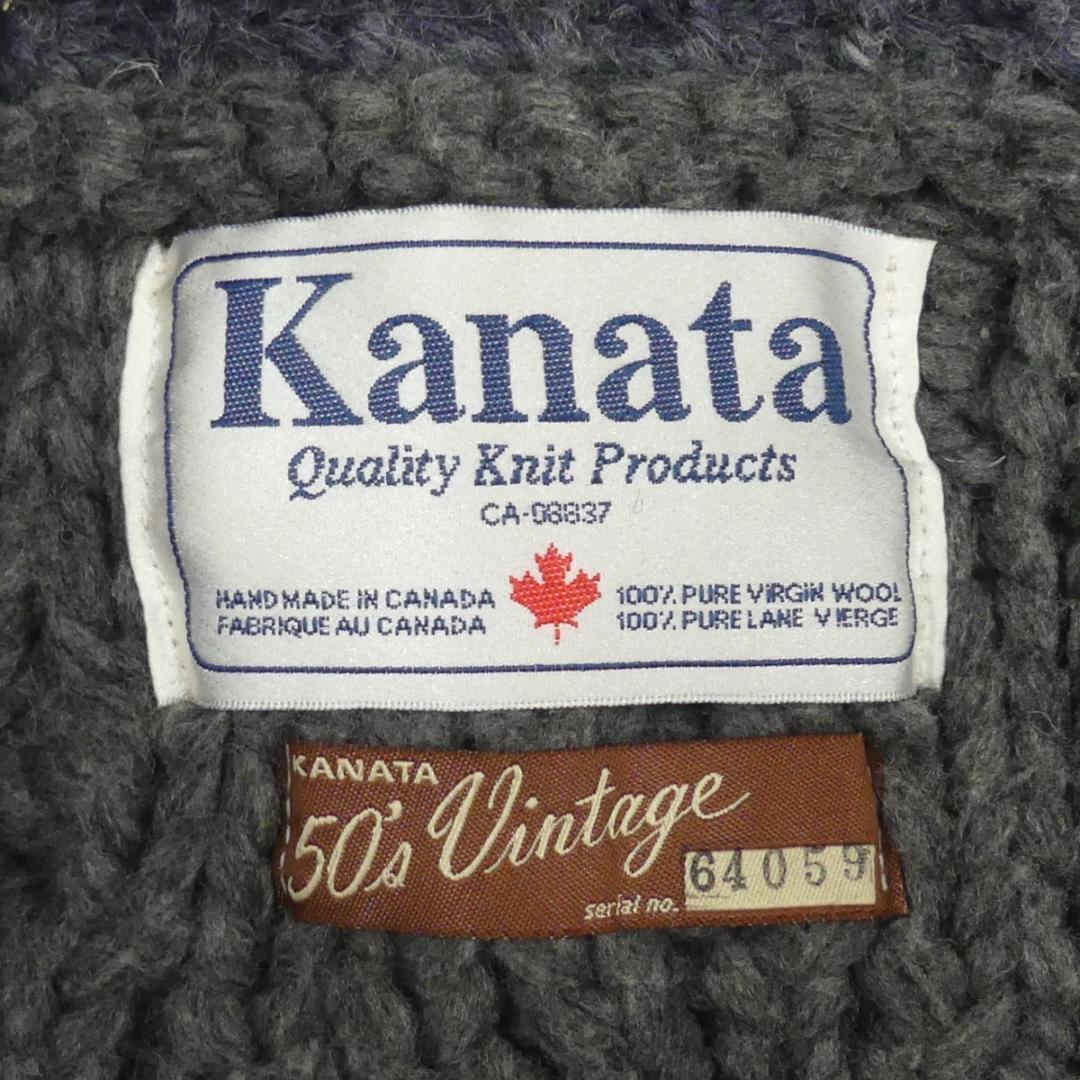 Kanata
Quality Knit Products
CA-08837
HAND MADE IN CANADA
FABRIQUE AU CANADA
100% PURE VIRGIN WOOL
100% PURE LANE VIERGE
KANATA
50's Vintage
serial no. 64059